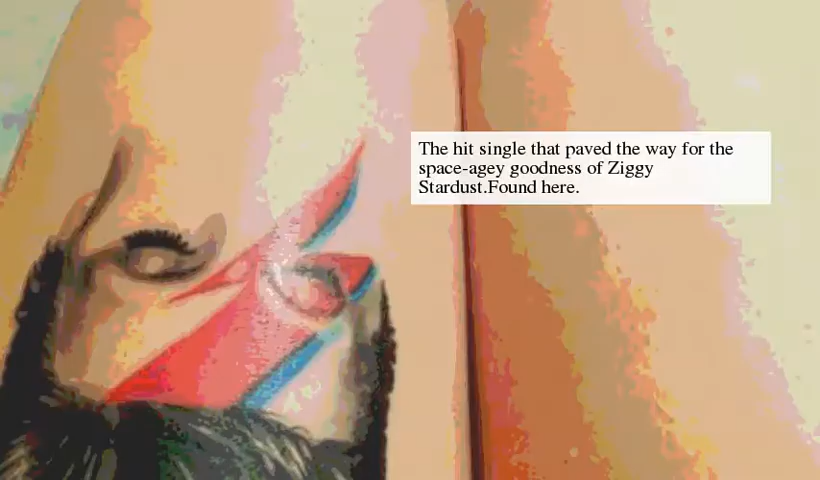 The hit single that paved the way for the
space-agey goodness of Ziggy
Stardust.Found here.